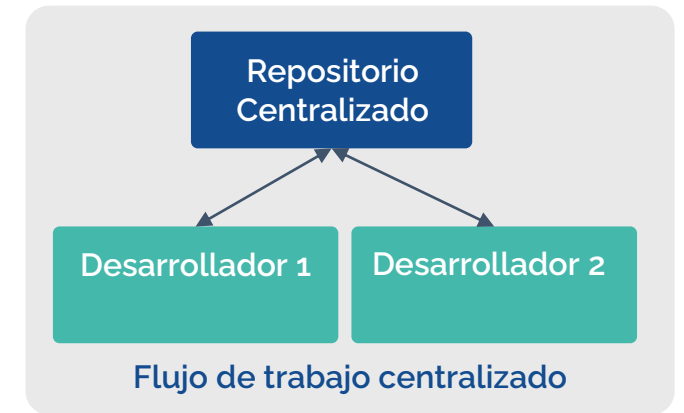 Repositorio
Centralizado
Desarrollador 1
Desarrollador 2
Flujo de trabajo centralizado